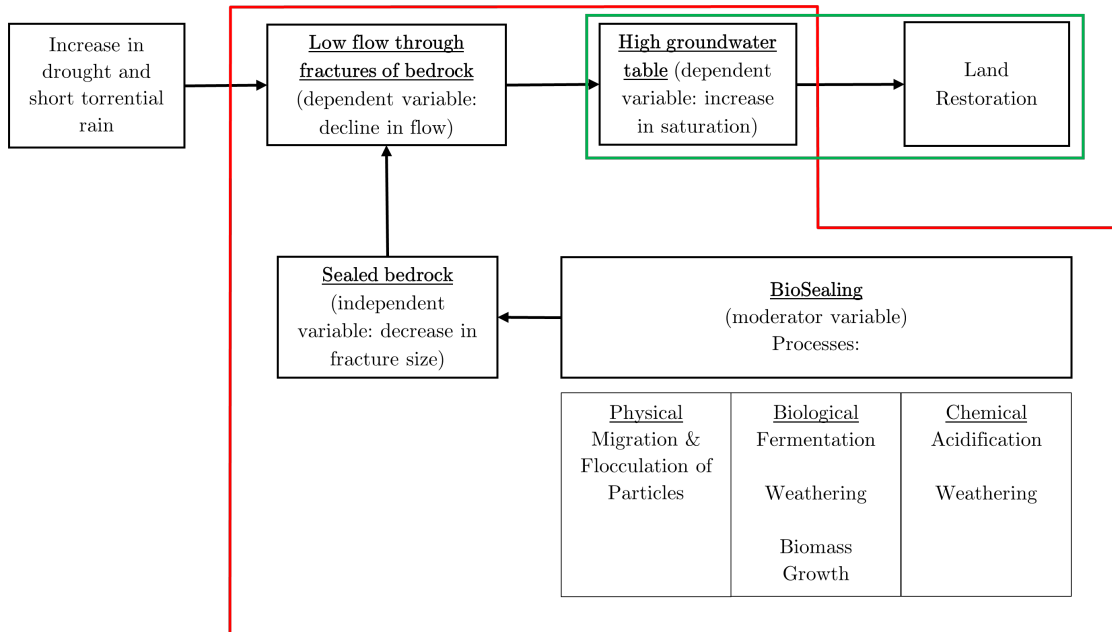 Increase in
drought and
short torrential
rain
Low flow through
fractures of bedrock
(dependent variable:
decline in flow)
High groundwater
table (dependent
variable: increase
in saturation)
Land
Restoration
Sealed bedrock
(independent
variable: decrease in
fracture size)
BioSealing
(moderator variable)
Processes:
Physical
Migration &
Flocculation of
Particles
Biological
Fermentation
Weathering
Biomass
Growth
Chemical
Acidification
Weathering